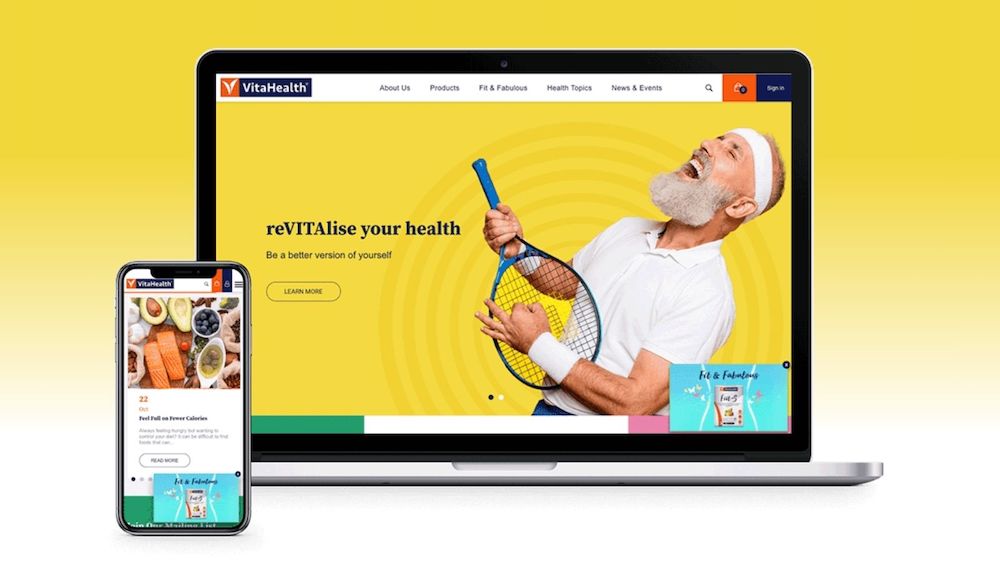 VitaHealth®
About Us
Products
Fit & Fabulous
Health Topics
News & Events
0
Sign in
reVITAlise your health
Be a better version of yourself
LEARN MORE
Fit & Fabulous
Fit-S
X
VitaHealth®
22
Oct
Feel Full on Fewer Calories
Always feeling hungry but wanting to
control your diet? It can be difficult to find
foods that can...
READ MORE
Fit & Fabulous
Fit-S
X
Join Our Mailing List